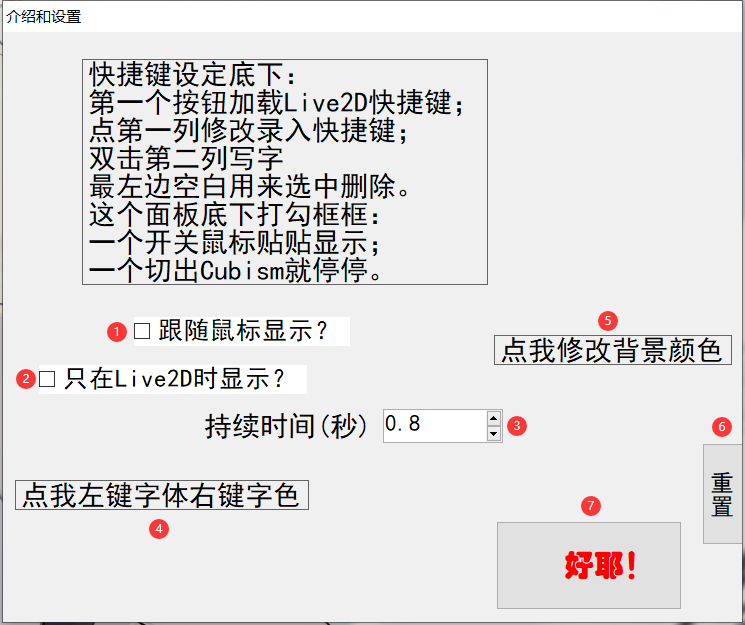 介绍和设置
快捷键设定底下：
第一个按钮加载Live2D快捷键；
点第一列修改录入快捷键；
双击第二列写字
最左边空白用来选中删除。
这个面板底下打勾框框：
一个开关鼠标贴贴显示；
一个切出Cubism就停停。
1 跟随鼠标显示？
5
点我修改背景颜色
2 只在Live2D时显示？
持续时间(秒) 0.8 3
6
重置
点我左键字体右键字色
4
7
好耶！